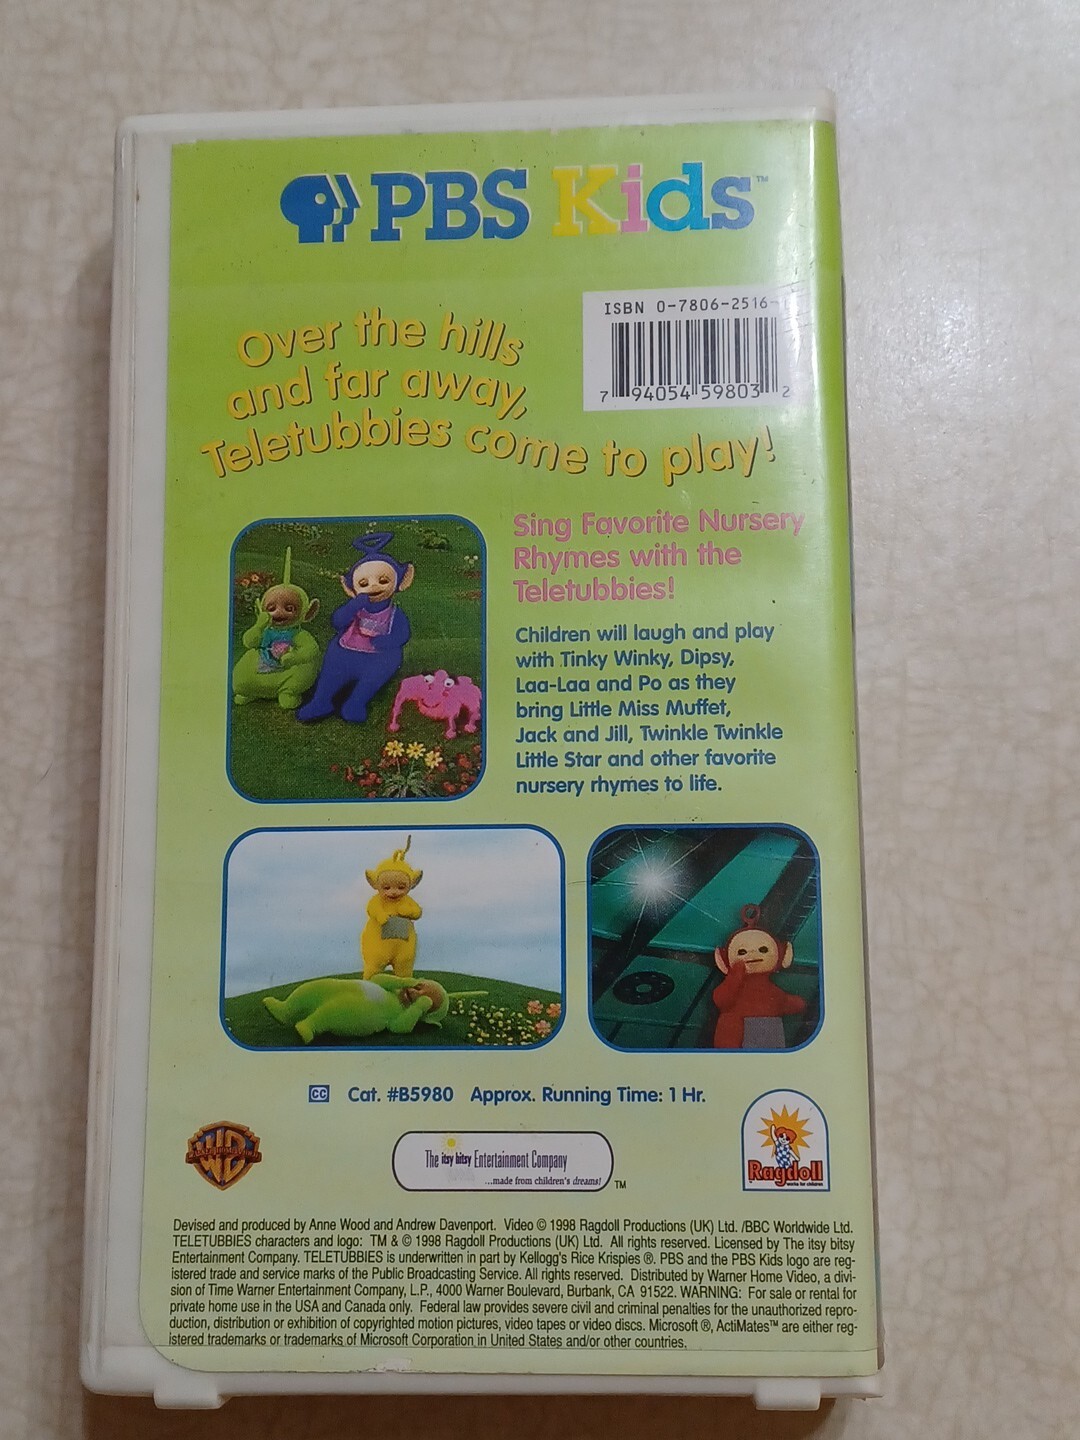 PBS Kids™
ISBN 0-7806-2516-
7 94054 59803 2
Over the hills
and far away,
Teletubbies come to play!
Sing Favorite Nursery
Rhymes with the
Teletubbies!
Children will laugh and play
with Tinky Winky, Dipsy,
Laa-Laa and Po as they
bring Little Miss Muffet,
Jack and Jill, Twinkle Twinkle
Little Star and other favorite
nursery rhymes to life.
CC Cat. #B5980 Approx. Running Time: 1 Hr.
WB
The itsy bitsy Entertainment Company
...made from children's dreams! TM
Ragdoll
works for children
Devised and produced by Anne Wood and Andrew Davenport. Video © 1998 Ragdoll Productions (UK) Ltd. /BBC Worldwide Ltd.
TELETUBBIES characters and logo: TM & © 1998 Ragdoll Productions (UK) Ltd. All rights reserved. Licensed by The itsy bitsy
Entertainment Company. TELETUBBIES is underwritten in part by Kellogg's Rice Krispies ®. PBS and the PBS Kids logo are reg-
istered trade and service marks of the Public Broadcasting Service. All rights reserved. Distributed by Warner Home Video, a divi-
sion of Time Warner Entertainment Company, L.P., 4000 Warner Boulevard, Burbank, CA 91522. WARNING: For sale or rental for
private home use in the USA and Canada only. Federal law provides severe civil and criminal penalties for the unauthorized repro-
duction, distribution or exhibition of copyrighted motion pictures, video tapes or video discs. Microsoft ®, ActiMates™ are either reg-
istered trademarks or trademarks of Microsoft Corporation in United States and/or other countries.